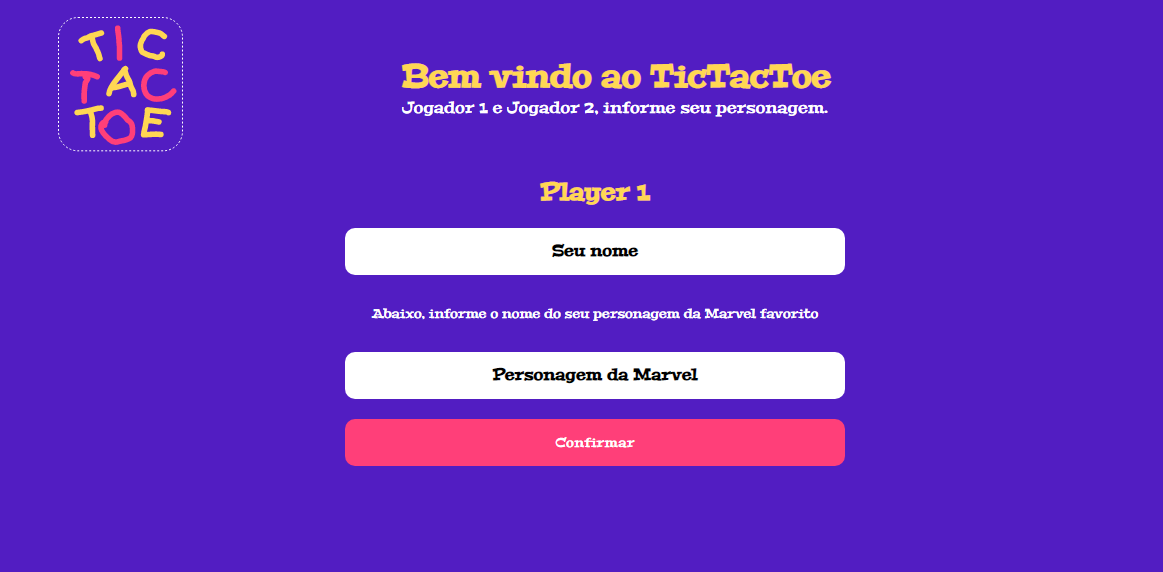 TIC
TAC
TOE
Bem vindo ao TicTacToe
Jogador 1 e Jogador 2, informe seu personagem.
Player 1
Seu nome
Abaixo, informe o nome do seu personagem da Marvel favorito
Personagem da Marvel
Confirmar